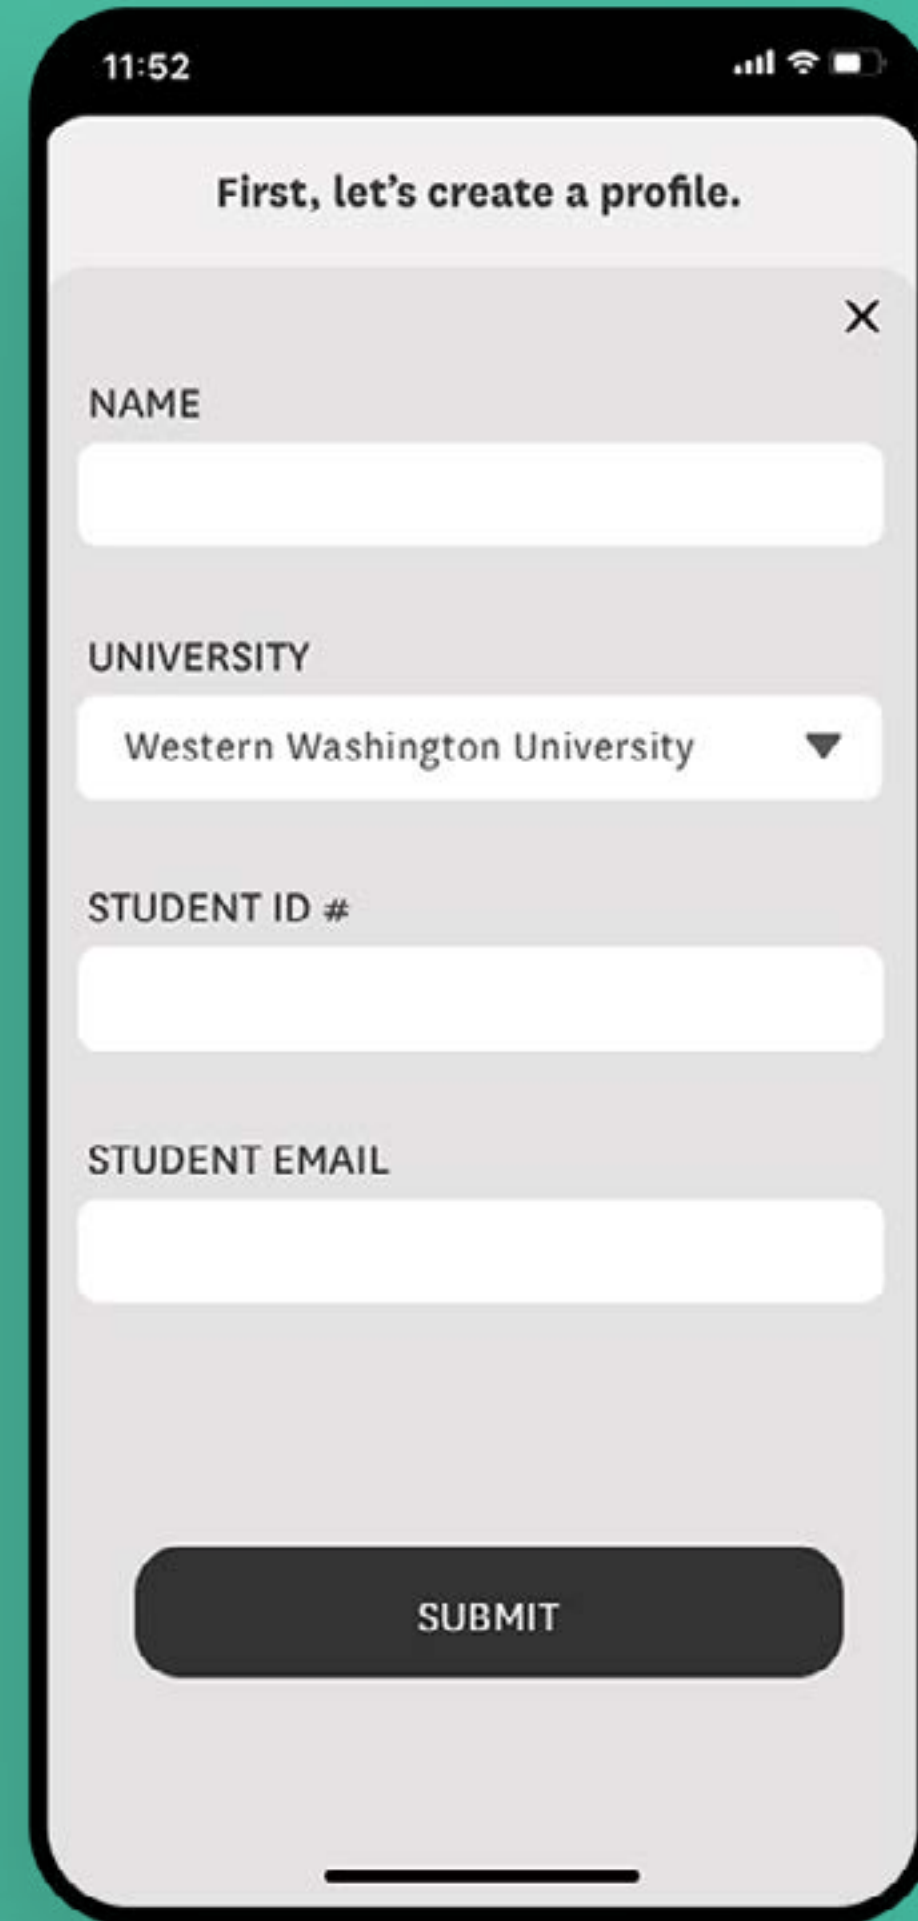 11:52
First, let’s create a profile.
NAME
UNIVERSITY
Western Washington University
STUDENT ID #
STUDENT EMAIL
SUBMIT